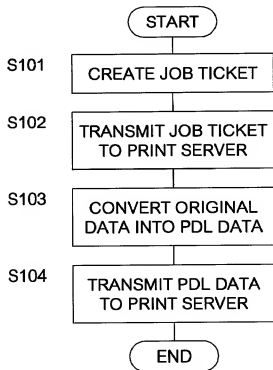 START
S101
CREATE JOB TICKET
S102
TRANSMIT JOB TICKET
TO PRINT SERVER
S103
CONVERT ORIGINAL
DATA INTO PDL DATA
S104
TRANSMIT PDL DATA
TO PRINT SERVER
END